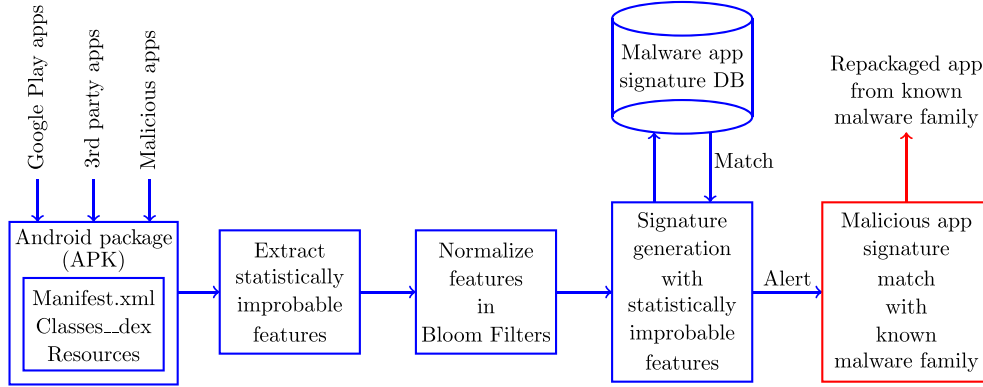 Google Play apps
3rd party apps
Malicious apps
Android package
(APK)
Manifest.xml
Classes__dex
Resources
Extract
statistically
improbable
features
Normalize
features
in
Bloom Filters
Malware app
signature DB
Match
Signature
generation
with
statistically
improbable
features
Alert
Repackaged app
from known
malware family
Malicious app
signature
match
with
known
malware family